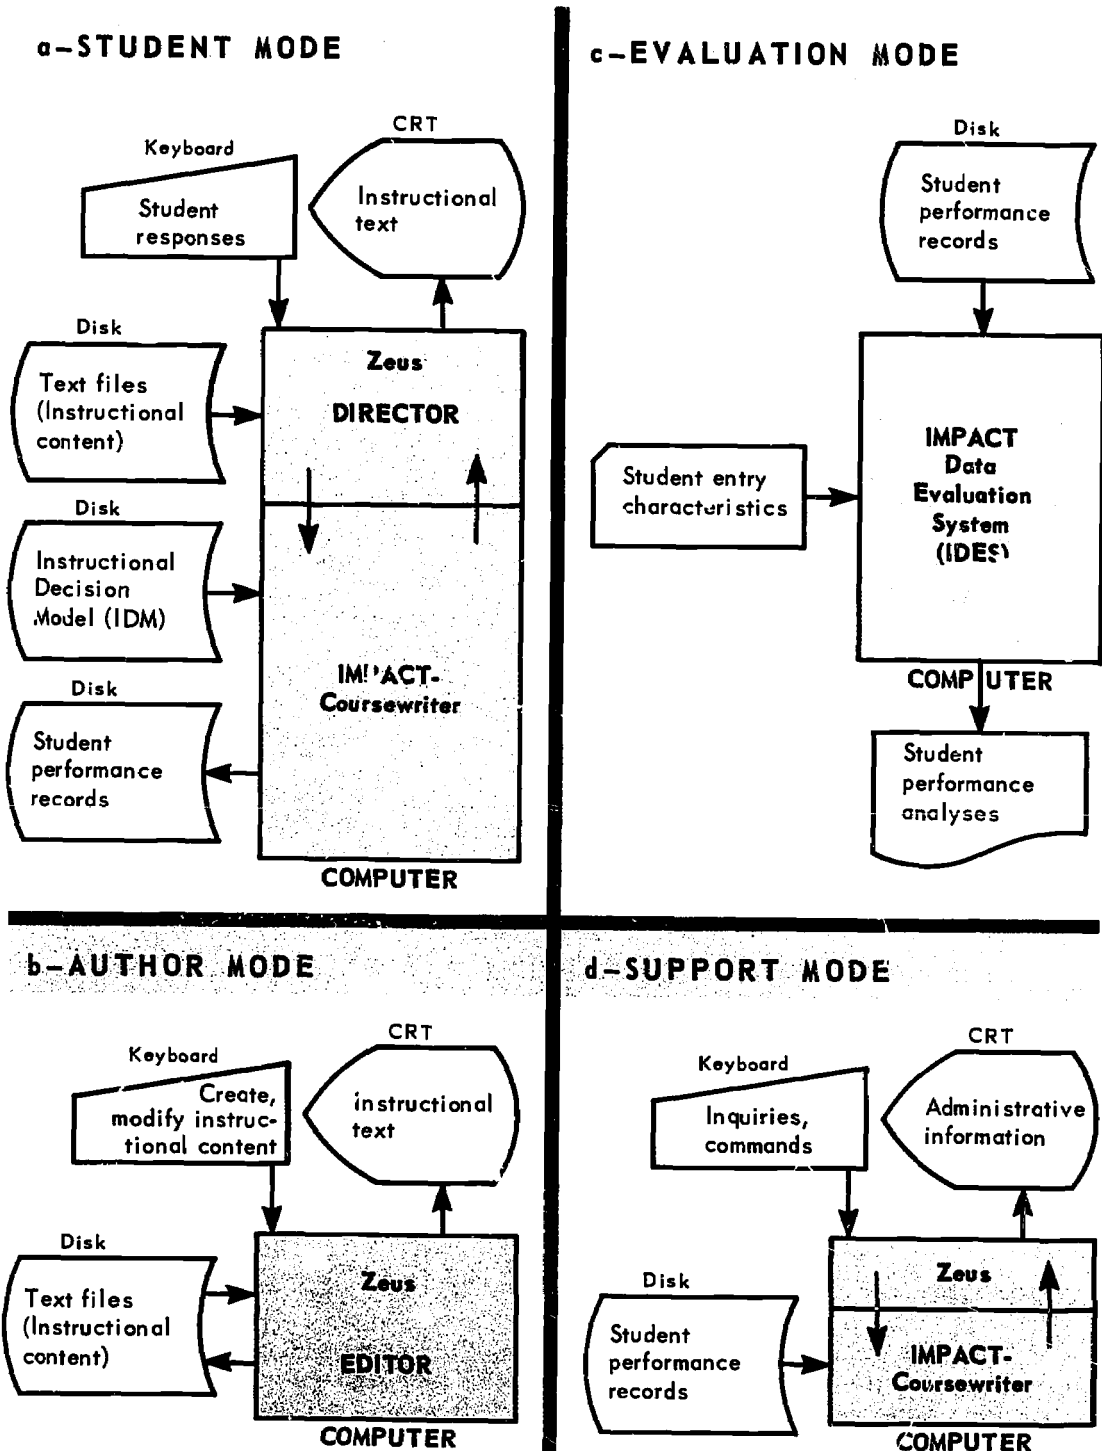 a-STUDENT MODE
Keyboard
Student
responses
CRT
Instructional
text
Disk
Text files
(Instructional
content)
Zeus
DIRECTOR
Disk
Instructional
Decision
Model (IDM)
IMPACT-
Coursewriter
Disk
Student
performance
records
COMPUTER
c-EVALUATION MODE
Disk
Student
performance
records
Student entry
characteristics
IMPACT
Data
Evaluation
System
(IDES)
COMPUTER
Student
performance
analyses
b-AUTHOR MODE
Keyboard
Create,
modify instruc-
tional content
CRT
instructional
text
Disk
Text files
(Instructional
content)
Zeus
EDITOR
COMPUTER
d-SUPPORT MODE
Keyboard
Inquiries,
commands
CRT
Administrative
information
Disk
Student
performance
records
Zeus
IMPACT-
Coursewriter
COMPUTER